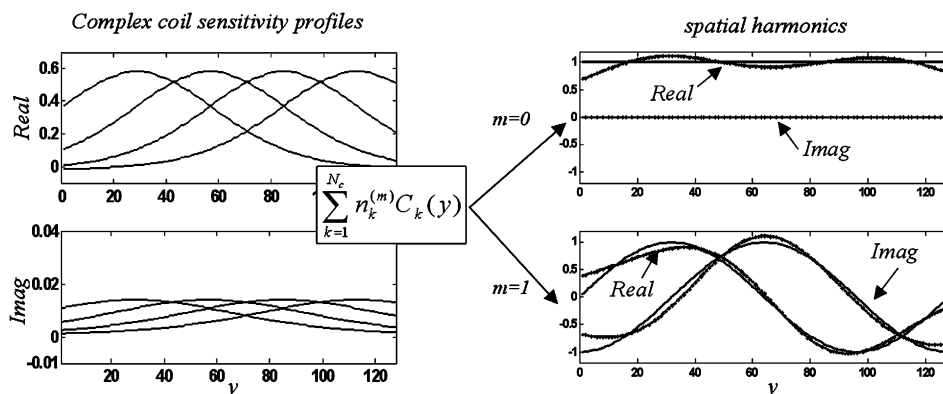 Complex coil sensitivity profiles
spatial harmonics
Real
0.6
0.4
0.2
0
0 20 40 60 80 100 120
Imag
0.04
0.02
0.012
0
-0.01
0 20 40 60 80 100 120
y
N_c
∑ n_k^{(m)} C_k(y)
k=1
m=0
1
0.5
0
-0.5
-1
Real
Imag
0 20 40 60 80 100 120
m=1
1
0.5
0
-0.5
-1
Real
Imag
0 20 40 60 80 100 120
y